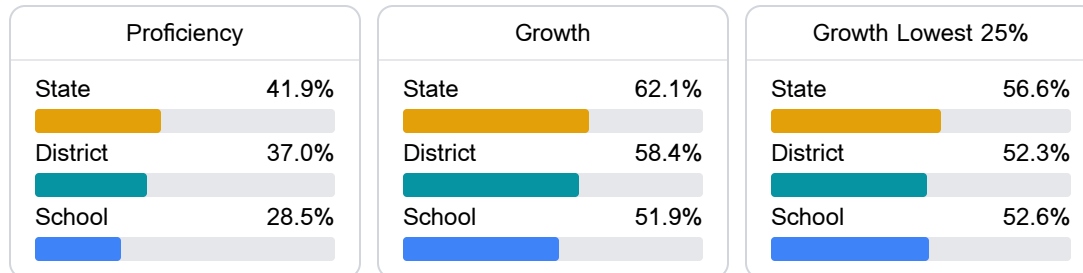 Proficiency
State 41.9%
District 37.0%
School 28.5%
Growth
State 62.1%
District 58.4%
School 51.9%
Growth Lowest 25%
State 56.6%
District 52.3%
School 52.6%